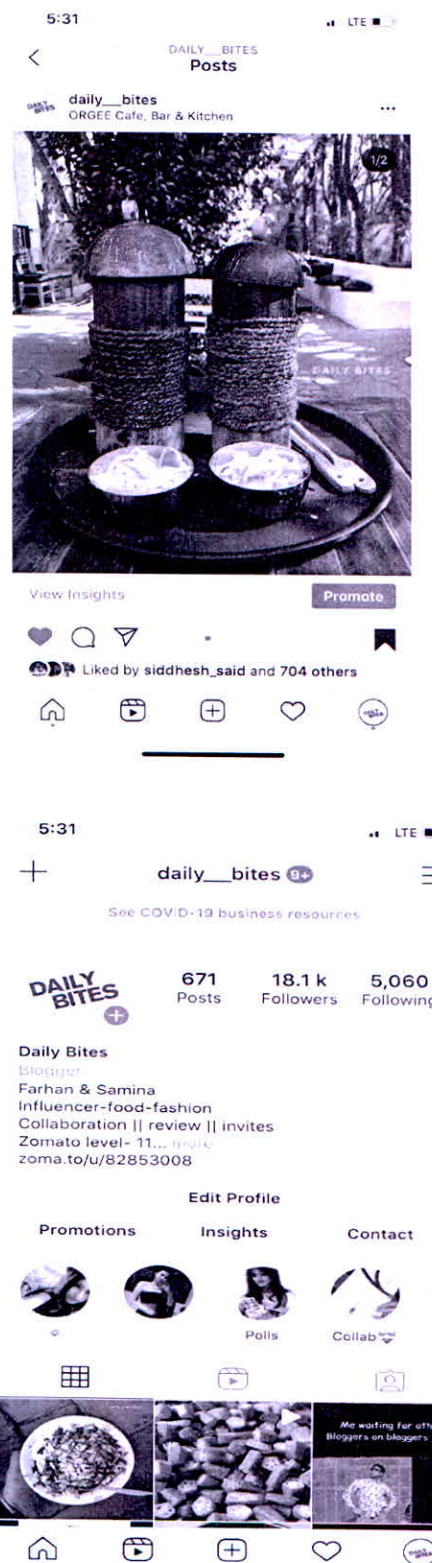 5:31
LTE
DAILY__BITES
Posts
daily__bites
ORGEE Cafe, Bar & Kitchen
1/2
DAILY BITES
View Insights
Promote
Liked by siddhesh_said and 704 others
5:31
LTE
daily__bites 9+
See COVID-19 business resources
DAILY BITES
671 18.1 k 5,060
Posts Followers Following
Daily Bites
Blogger
Farhan & Samina
Influencer-food-fashion
Collaboration || review || invites
Zomato level- 11... more
zoma.to/u/82853008
Edit Profile
Promotions Insights Contact
Polls Collab
Me waiting for oth
Bloggers on bloggers